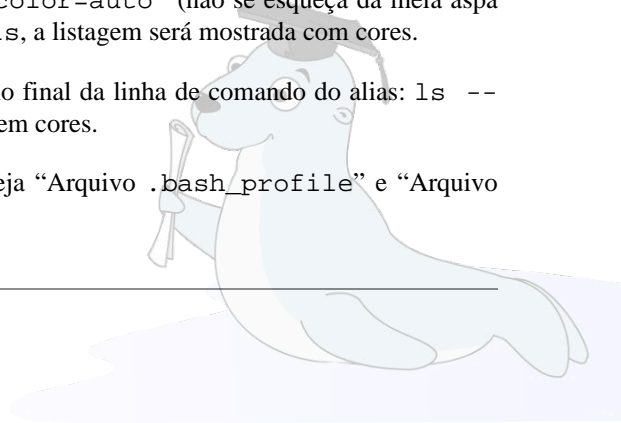 color=auto" (não se esqueça da meia aspa
s, a listagem será mostrada com cores.
o final da linha de comando do alias: ls --
em cores.
eja “Arquivo .bash_profile” e “Arquivo